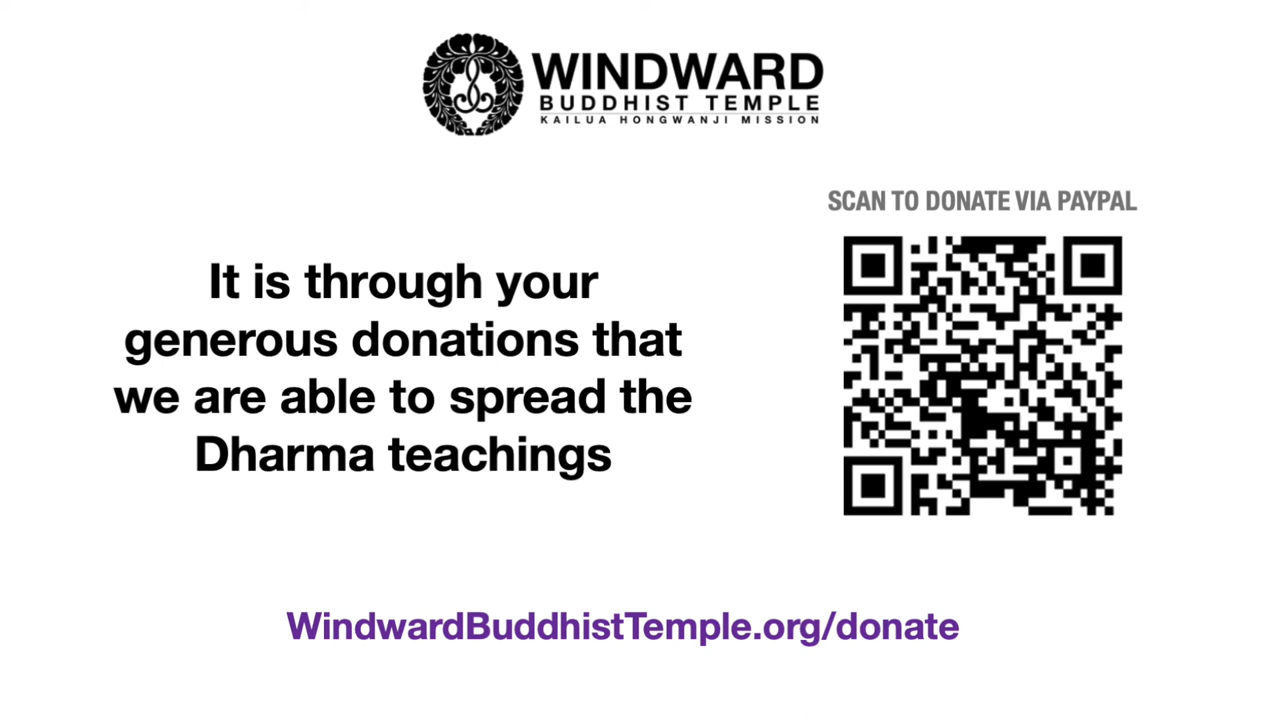 WINDWARD
BUDDHIST TEMPLE
KAILUA HONGWANJI MISSION
SCAN TO DONATE VIA PAYPAL
It is through your
generous donations that
we are able to spread the
Dharma teachings
WindwardBuddhistTemple.org/donate